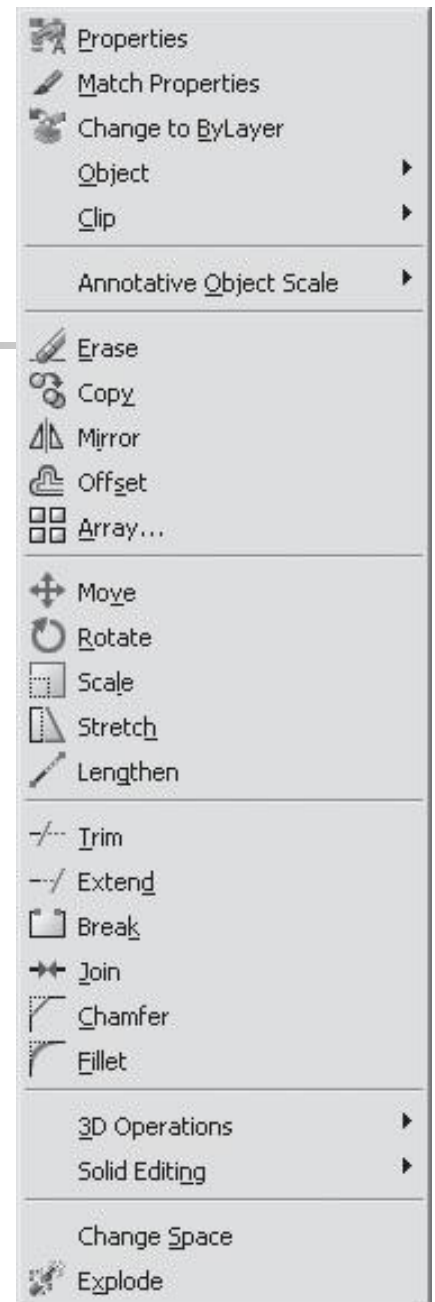 Properties
Match Properties
Change to ByLayer
Object
Clip
Annotative Object Scale
Erase
Copy
Mirror
Offset
Array...
Move
Rotate
Scale
Stretch
Lengthen
Trim
Extend
Break
Join
Chamfer
Fillet
3D Operations
Solid Editing
Change Space
Explode